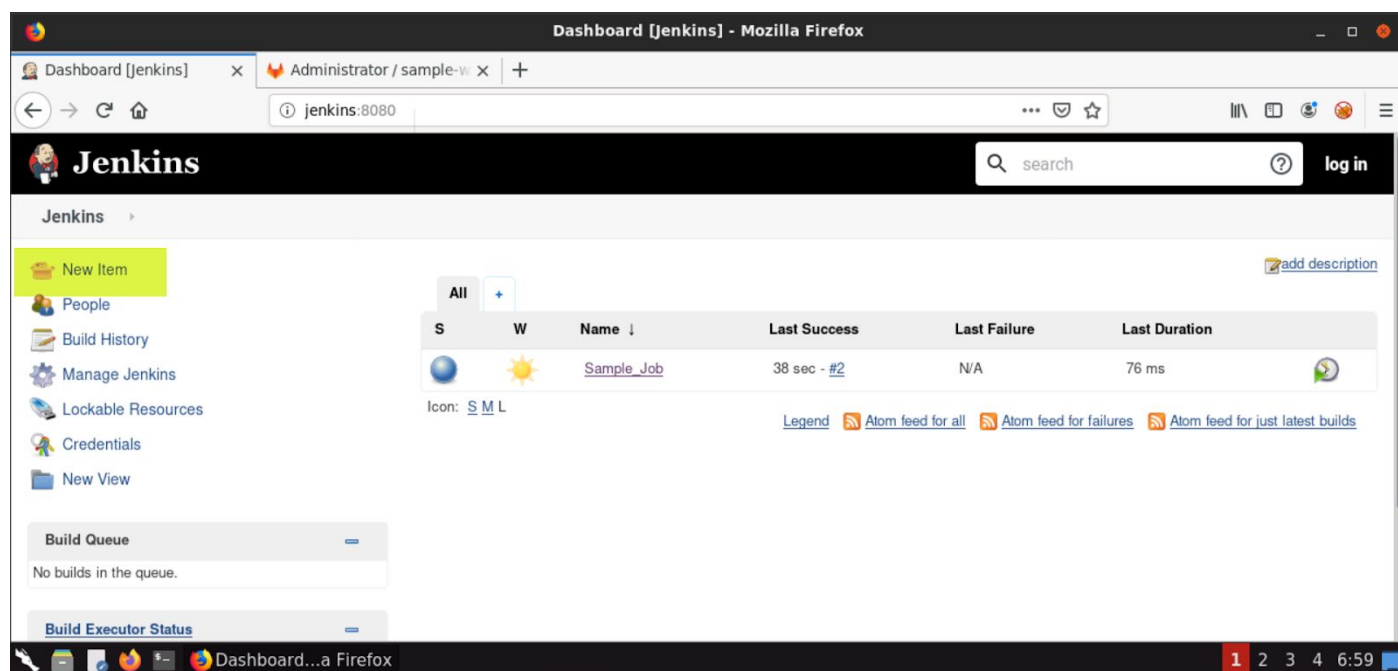 Dashboard [Jenkins] - Mozilla Firefox
Dashboard [Jenkins]
Administrator / sample-w
jenkins:8080
Jenkins
search
log in
Jenkins
New Item
People
Build History
Manage Jenkins
Lockable Resources
Credentials
New View
Build Queue
No builds in the queue.
Build Executor Status
add description
All +
S W Name ↓ Last Success Last Failure Last Duration
Sample_Job 38 sec - #2 N/A 76 ms
Icon: S M L
Legend Atom feed for all Atom feed for failures Atom feed for just latest builds
Dashboard...a Firefox
1 2 3 4 6:59